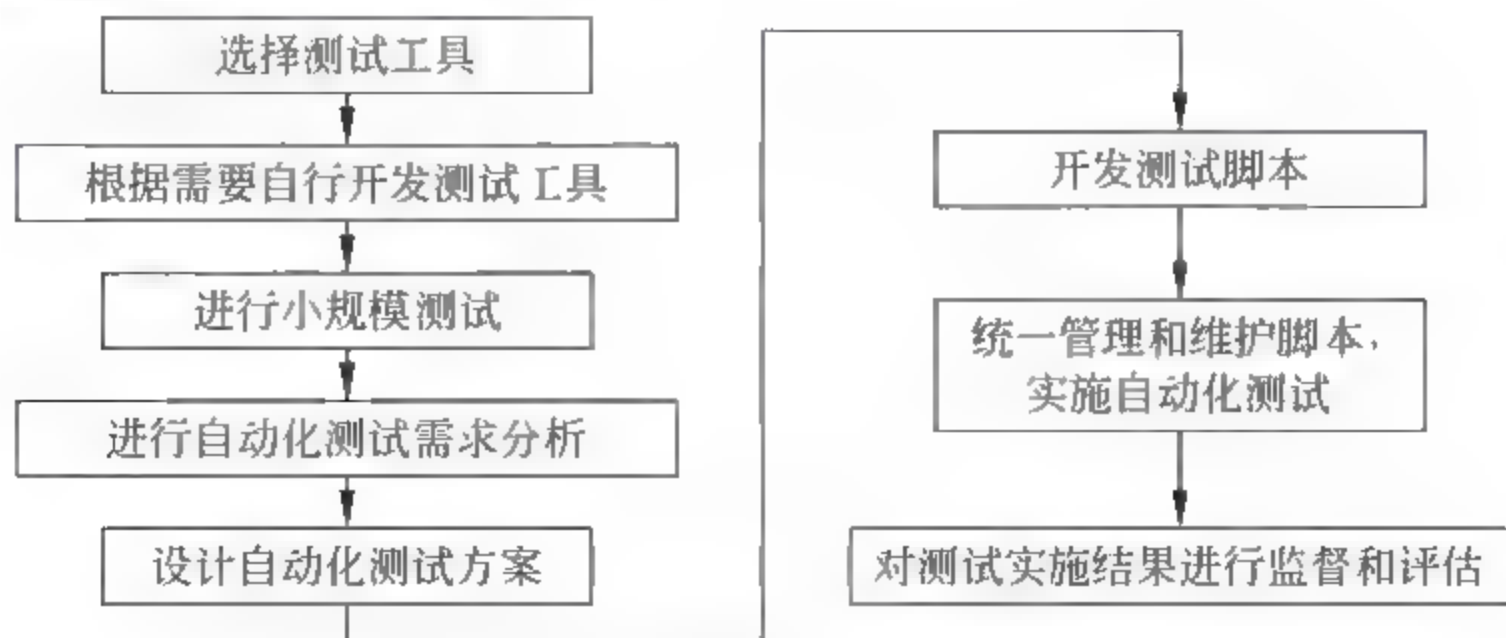 选择测试工具
根据需要自行开发测试工具
进行小规模测试
进行自动化测试需求分析
设计自动化测试方案
开发测试脚本
统一管理和维护脚本，
实施自动化测试
对测试实施结果进行监督和评估